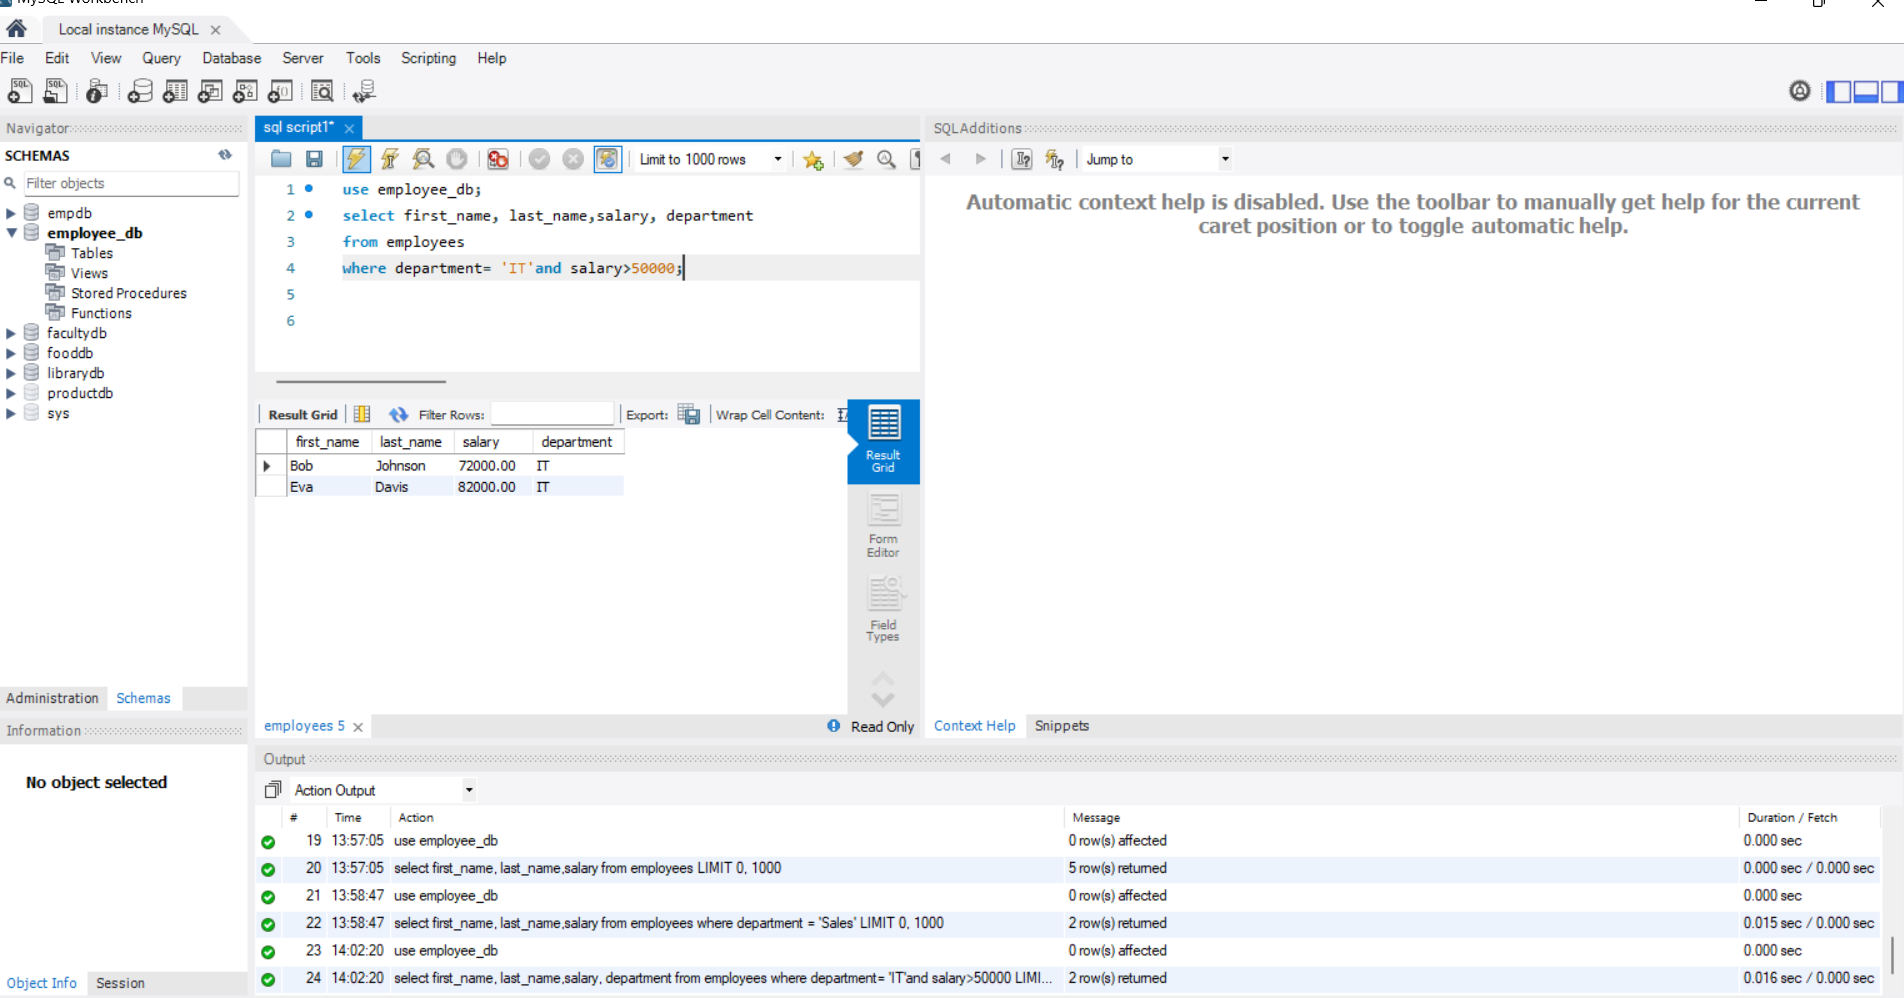 MySQL Workbench
Local instance MySQL
File Edit View Query Database Server Tools Scripting Help
Navigator
SCHEMAS
Filter objects
empdb
employee_db
Tables
Views
Stored Procedures
Functions
facultydb
fooddb
librarydb
productdb
sys
Administration Schemas
Information
No object selected
Object Info Session
sql script1*
Limit to 1000 rows
1 use employee_db;
2 select first_name, last_name,salary, department
3 from employees
4 where department= 'IT'and salary>50000;
5
6
Result Grid Filter Rows: Export: Wrap Cell Content:
first_name last_name salary department
Bob Johnson 72000.00 IT
Eva Davis 82000.00 IT
Result
Grid
Form
Editor
Field
Types
employees 5
Read Only
SQLAdditions
Jump to
Automatic context help is disabled. Use the toolbar to manually get help for the current
caret position or to toggle automatic help.
Context Help Snippets
Output
Action Output
# Time Action Message Duration / Fetch
19 13:57:05 use employee_db 0 row(s) affected 0.000 sec
20 13:57:05 select first_name, last_name,salary from employees LIMIT 0, 1000 5 row(s) returned 0.000 sec / 0.000 sec
21 13:58:47 use employee_db 0 row(s) affected 0.000 sec
22 13:58:47 select first_name, last_name,salary from employees where department = 'Sales' LIMIT 0, 1000 2 row(s) returned 0.015 sec / 0.000 sec
23 14:02:20 use employee_db 0 row(s) affected 0.000 sec
24 14:02:20 select first_name, last_name,salary, department from employees where department= 'IT'and salary>50000 LIMI... 2 row(s) returned 0.016 sec / 0.000 sec